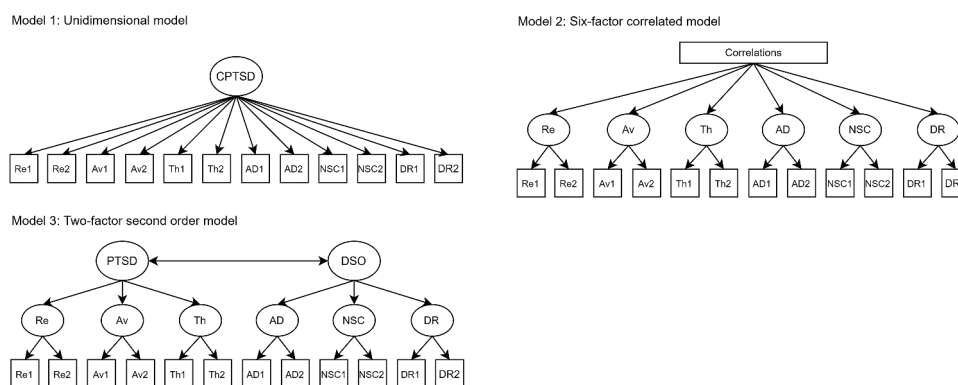 Model 1: Unidimensional model
CPTSD
Re1 Re2 Av1 Av2 Th1 Th2 AD1 AD2 NSC1 NSC2 DR1 DR2
Model 2: Six-factor correlated model
Correlations
Re Av Th AD NSC DR
Re1 Re2 Av1 Av2 Th1 Th2 AD1 AD2 NSC1 NSC2 DR1 DR
Model 3: Two-factor second order model
PTSD DSO
Re Av Th AD NSC DR
Re1 Re2 Av1 Av2 Th1 Th2 AD1 AD2 NSC1 NSC2 DR1 DR2